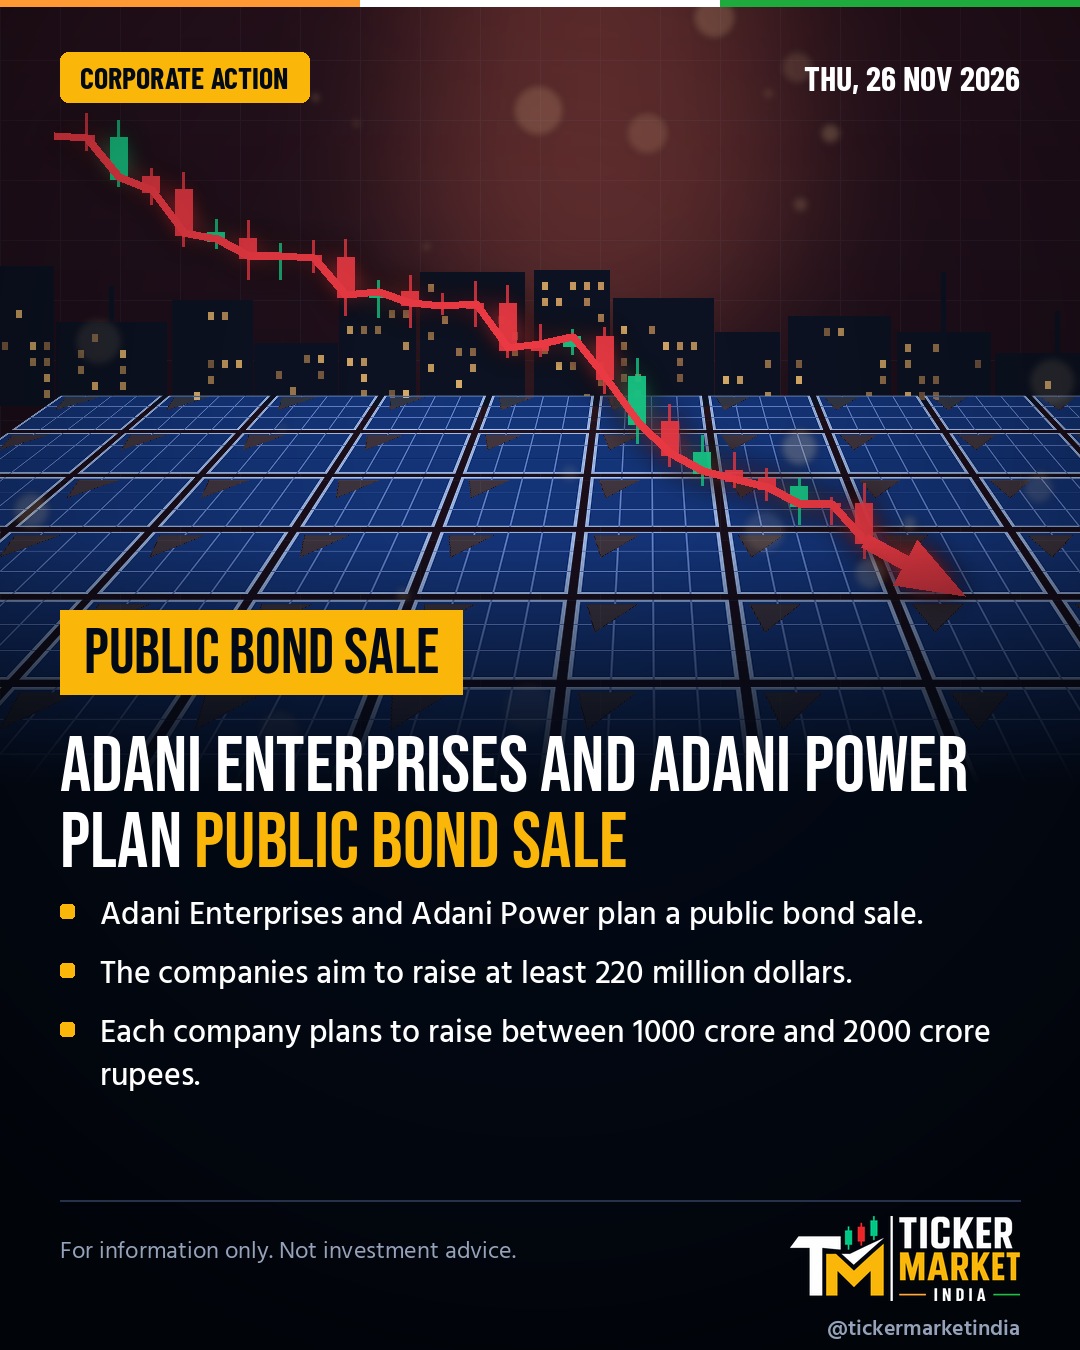 CORPORATE ACTION
THU, 26 NOV 2026
PUBLIC BOND SALE
ADANI ENTERPRISES AND ADANI POWER
PLAN PUBLIC BOND SALE
Adani Enterprises and Adani Power plan a public bond sale.
The companies aim to raise at least 220 million dollars.
Each company plans to raise between 1000 crore and 2000 crore
rupees.
For information only. Not investment advice.
TM
TICKER
MARKET
INDIA
@tickermarketindia